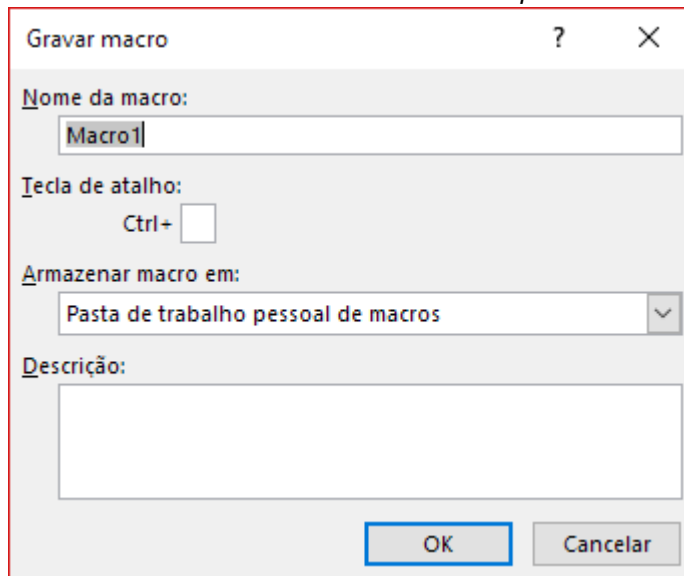 Gravar macro ?
Nome da macro:
Macro1
Tecla de atalho:
Ctrl+
Armazenar macro em:
Pasta de trabalho pessoal de macros
Descrição:
OK Cancelar